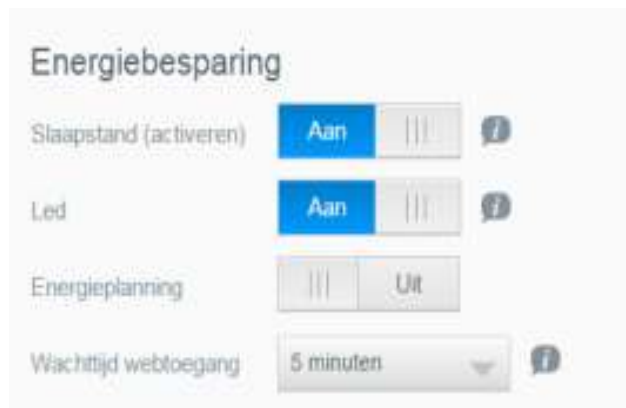 Energiebesparing
Slaapstand (activeren) Aan
Led Aan
Energieplanning Uit
Wachttijd webtoegang 5 minuten